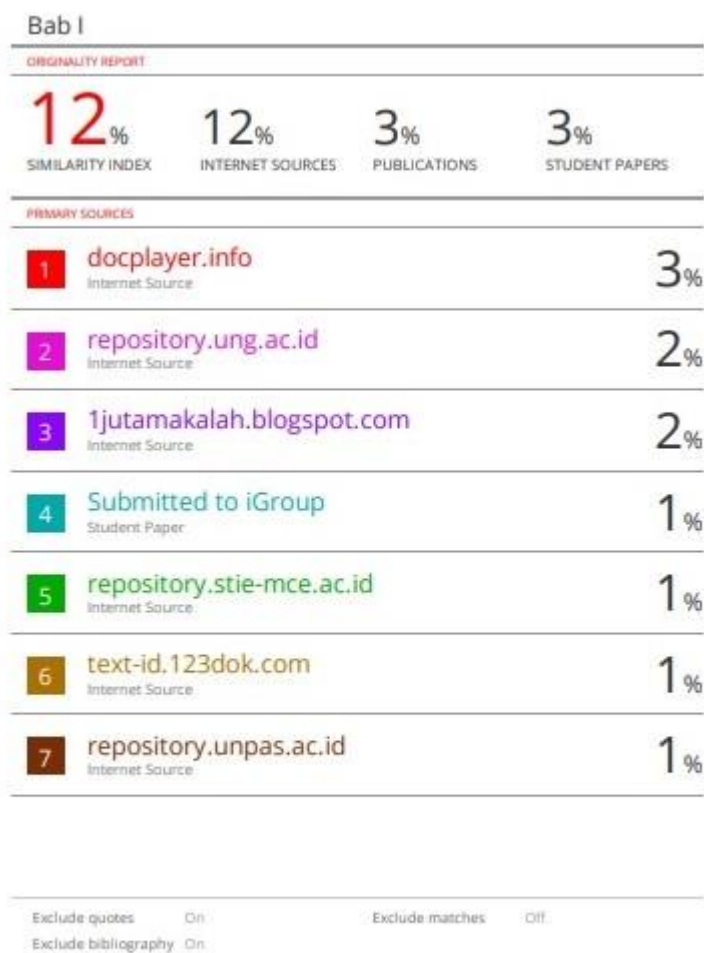 Bab I
ORIGINALITY REPORT
12% 12% 3% 3%
SIMILARITY INDEX INTERNET SOURCES PUBLICATIONS STUDENT PAPERS
PRIMARY SOURCES
1 docplayer.info 3%
Internet Source
2 repository.ung.ac.id 2%
Internet Source
3 1jutamakalah.blogspot.com 2%
Internet Source
4 Submitted to iGroup 1%
Student Paper
5 repository.stie-mce.ac.id 1%
Internet Source
6 text-id.123dok.com 1%
Internet Source
7 repository.unpas.ac.id 1%
Internet Source
Exclude quotes On Exclude matches Off
Exclude bibliography On